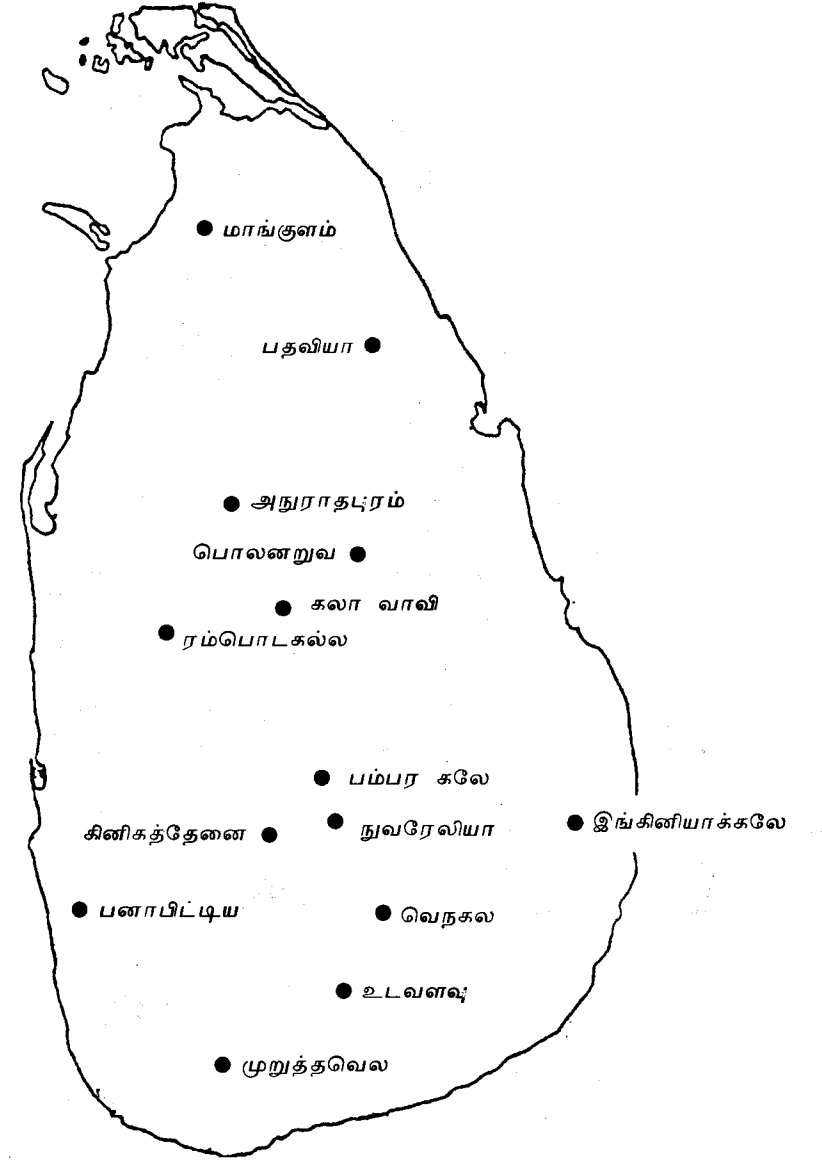 மாங்குளம்
பதவியா
அநுராதபுரம்
பொலனறுவ
கலா வாவி
ரம்பொடகல்ல
பம்பர கலே
கினிகத்தேனை
நுவரேலியா
இங்கினியாக்கலே
பனாபிட்டிய
வெநகல
உடவளவு
முறுத்தவெல